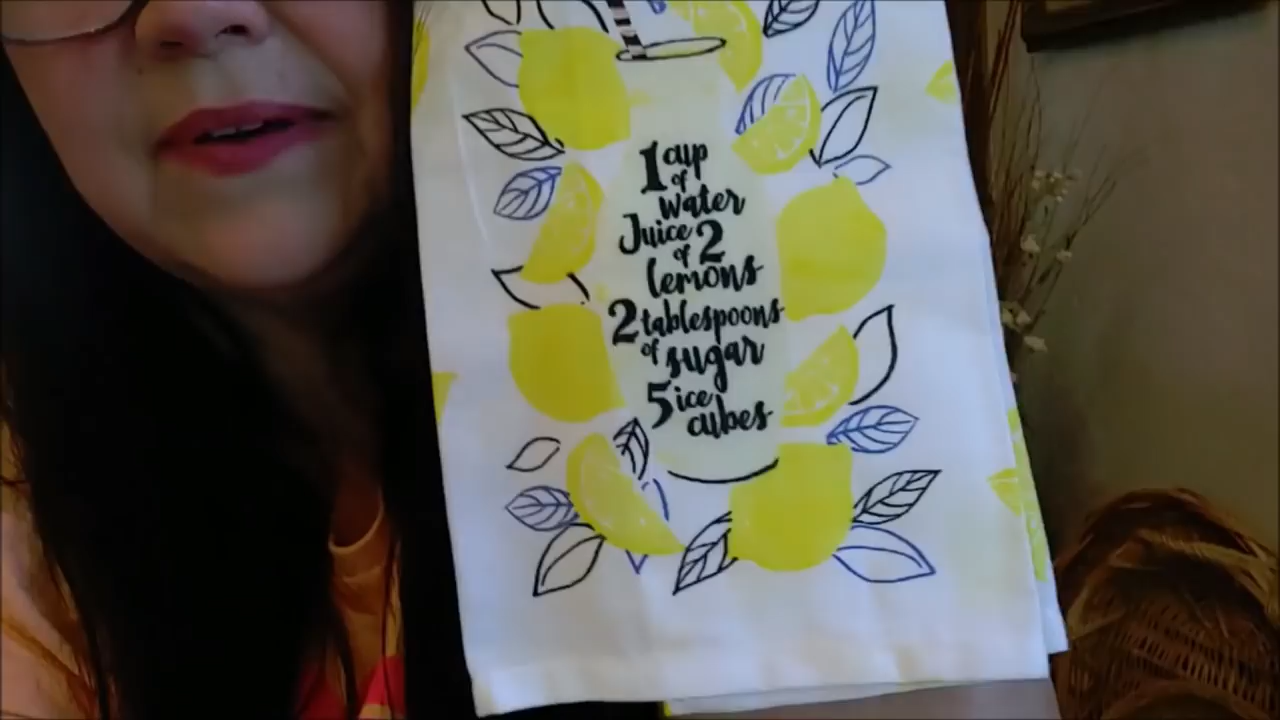 1 cup
of
water
Juice 2
of
lemons
2 tablespoons
of sugar
5 ice
cubes